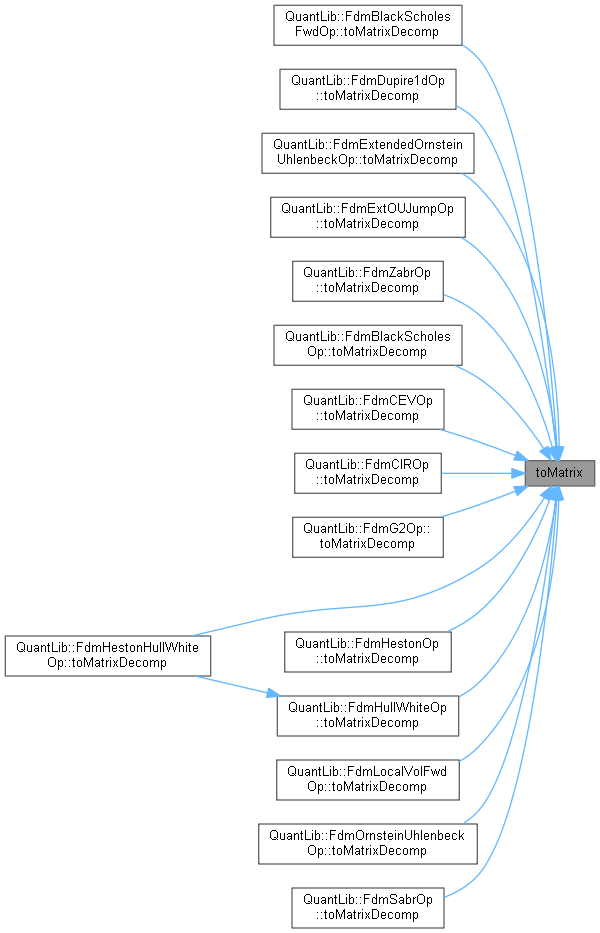 QuantLib::FdmBlackScholes
FwdOp::toMatrixDecomp
QuantLib::FdmDupire1dOp
::toMatrixDecomp
QuantLib::FdmExtendedOrnstein
UhlenbeckOp::toMatrixDecomp
QuantLib::FdmExtOUJumpOp
::toMatrixDecomp
QuantLib::FdmZabrOp
::toMatrixDecomp
QuantLib::FdmBlackScholes
Op::toMatrixDecomp
QuantLib::FdmCEVOp
::toMatrixDecomp
QuantLib::FdmCIROp
::toMatrixDecomp
toMatrix
QuantLib::FdmG2Op::
toMatrixDecomp
QuantLib::FdmHestonHullWhite
Op::toMatrixDecomp
QuantLib::FdmHestonOp
::toMatrixDecomp
QuantLib::FdmHullWhiteOp
::toMatrixDecomp
QuantLib::FdmLocalVolFwd
Op::toMatrixDecomp
QuantLib::FdmOrnsteinUhlenbeck
Op::toMatrixDecomp
QuantLib::FdmSabrOp
::toMatrixDecomp